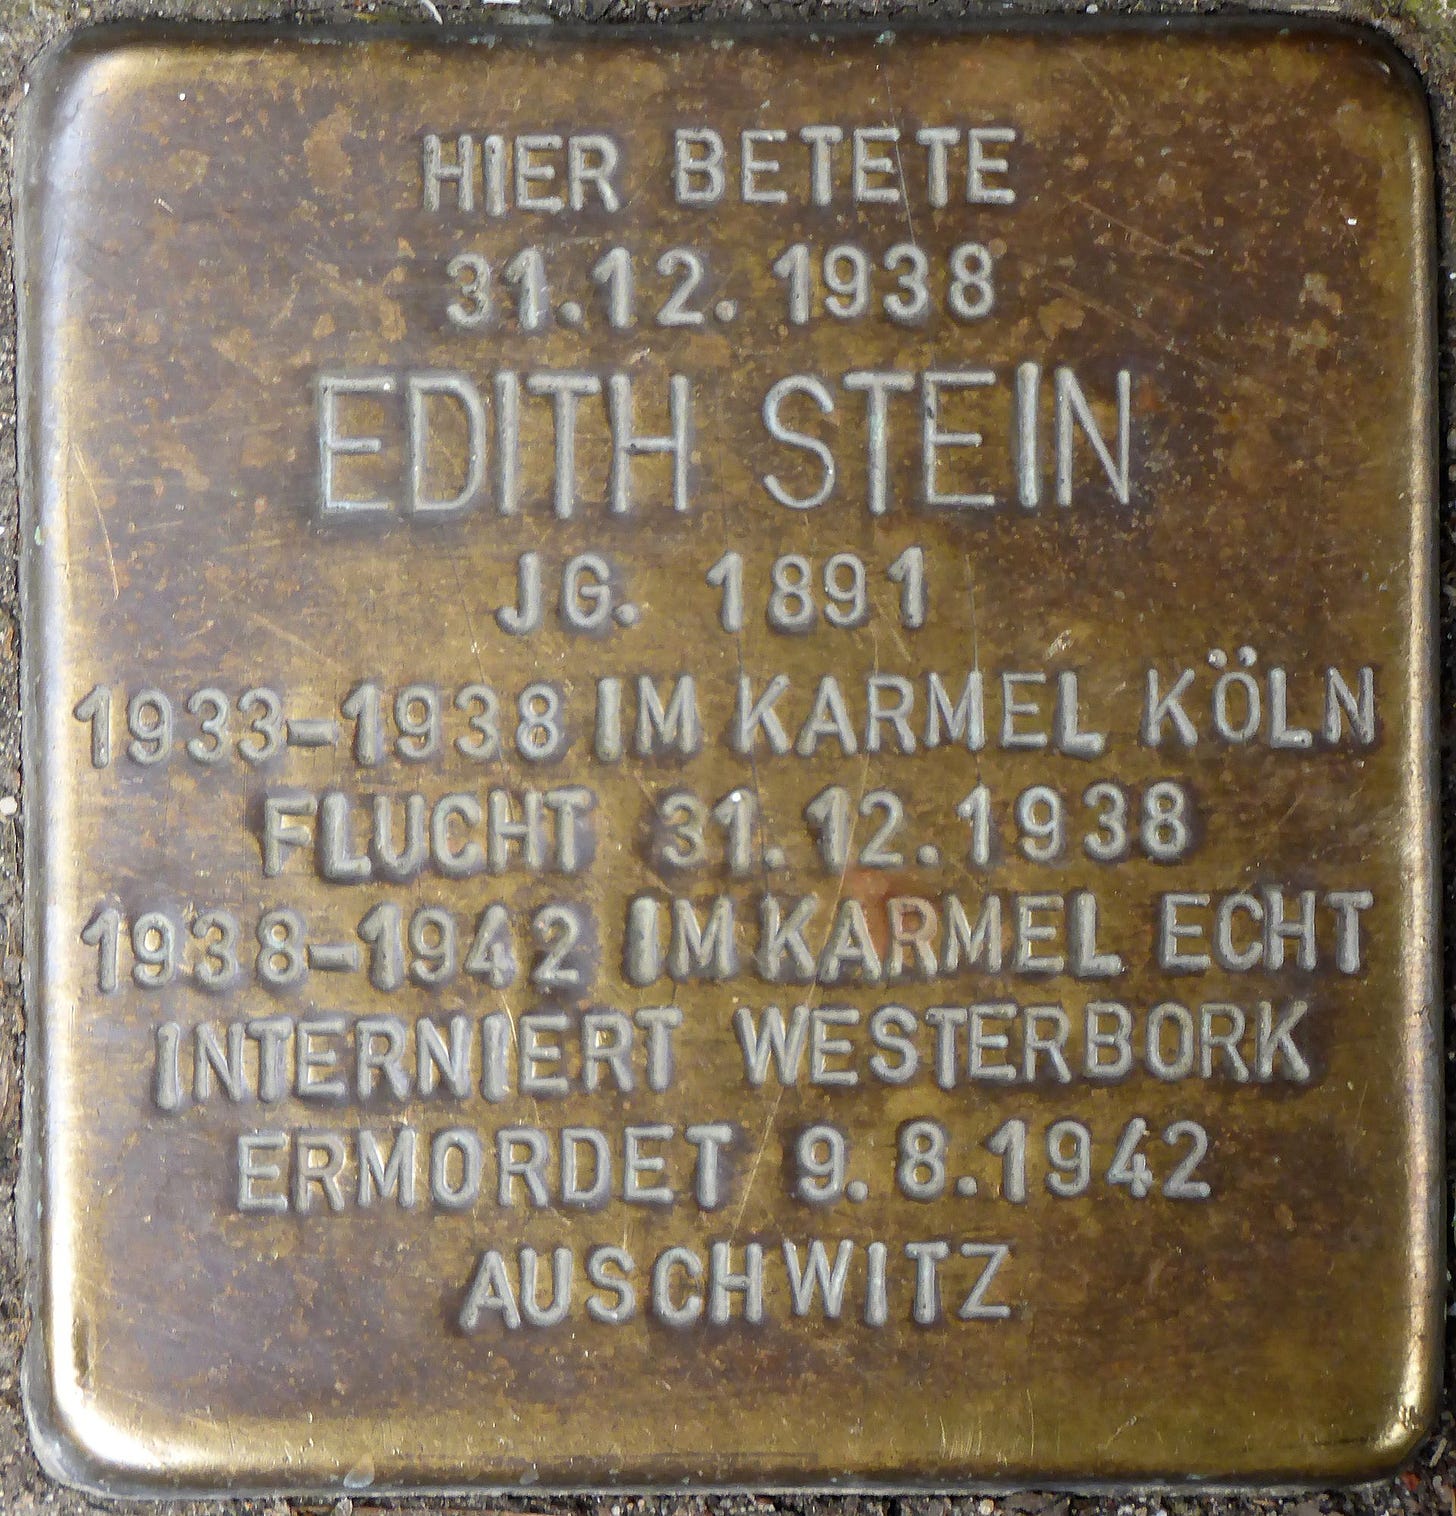 HIER BETETE
31.12.1938
EDITH STEIN
JG. 1891
1933-1938 IM KARMEL KÖLN
FLUCHT 31.12.1938
1938-1942 IM KARMEL ECHT
INTERNIERT WESTERBORK
ERMORDET 9.8.1942
AUSCHWITZ